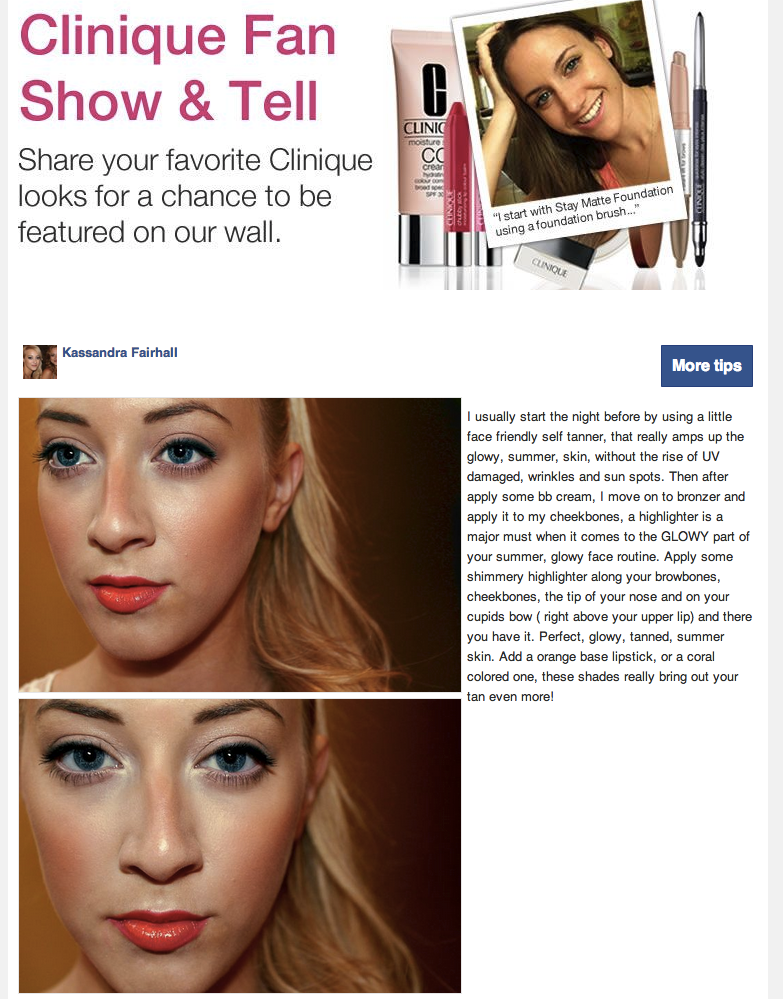 Clinique Fan
Show & Tell
Share your favorite Clinique
looks for a chance to be
featured on our wall.
CLINIC
moisture s
CC
cream
hydratin
colour corre
broad spec
SPF 30
CLINIQUE
chubby stick
"I start with Stay Matte Foundation
using a foundation brush..."
CLINIQUE
CLINIQUE
Kassandra Fairhall
More tips
I usually start the night before by using a little
face friendly self tanner, that really amps up the
glowy, summer, skin, without the rise of UV
damaged, wrinkles and sun spots. Then after
apply some bb cream, I move on to bronzer and
apply it to my cheekbones, a highlighter is a
major must when it comes to the GLOWY part of
your summer, glowy face routine. Apply some
shimmery highlighter along your browbones,
cheekbones, the tip of your nose and on your
cupids bow ( right above your upper lip) and there
you have it. Perfect, glowy, tanned, summer
skin. Add a orange base lipstick, or a coral
colored one, these shades really bring out your
tan even more!